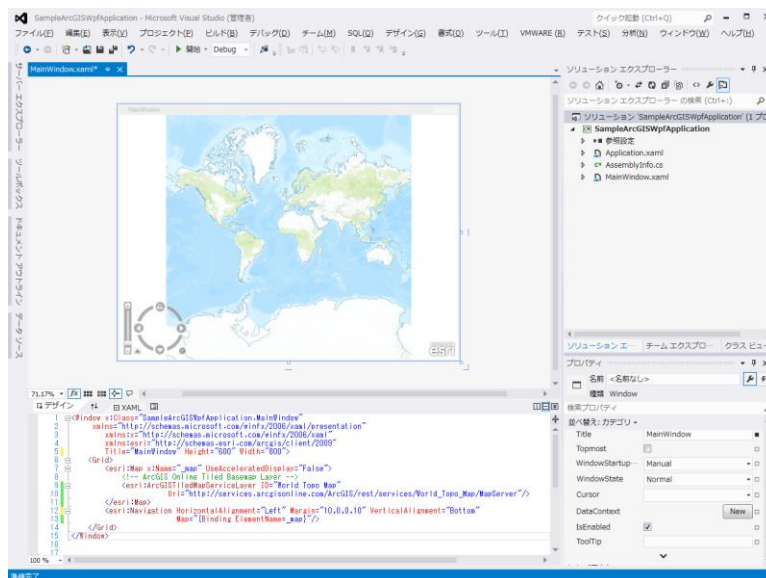 SampleArcGISWpfApplication - Microsoft Visual Studio (管理者)
クイック起動 (Ctrl+Q)
ファイル(F) 編集(E) 表示(V) プロジェクト(P) ビルド(B) デバッグ(D) チーム(M) SQL(Q) デザイン(G) 書式(O) ツール(T) VMWARE(R) テスト(S) 分析(N) ウィンドウ(W) ヘルプ(H)
開始 Debug
サーバー エクスプローラー
ツールボックス
ドキュメント アウトライン
データ ソース
MainWindow.xaml*
MainWindow
esri
71.17%
デザイン XAML
1 <Window x:Class="SampleArcGISWpfApplication.MainWindow"
2 xmlns="http://schemas.microsoft.com/winfx/2006/xaml/presentation"
3 xmlns:x="http://schemas.microsoft.com/winfx/2006/xaml"
4 xmlns:esri="http://schemas.esri.com/arcgis/client/2009"
5 Title="MainWindow" Height="600" Width="800">
6 <Grid>
7 <esri:Map x:Name="_map" UseAcceleratedDisplay="False">
8 <!-- ArcGIS Online Tiled Basemap Layer -->
9 <esri:ArcGISTiledMapServiceLayer ID="World Topo Map"
10 Url="http://services.arcgisonline.com/ArcGIS/rest/services/World_Topo_Map/MapServer"/>
11 </esri:Map>
12 <esri:Navigation HorizontalAlignment="Left" Margin="10,0,0,10" VerticalAlignment="Bottom"
13 Map="{Binding ElementName=_map}"/>
14 </Grid>
15 </Window>
16
17
100 %
準備完了
ソリューション エクスプローラー
ソリューション エクスプローラー の検索 (Ctrl+:)
ソリューション 'SampleArcGISWpfApplication' (1 プロ
SampleArcGISWpfApplication
参照設定
Application.xaml
AssemblyInfo.cs
MainWindow.xaml
ソリューション エ… チーム エクスプロ… クラス ビュー
プロパティ
名前 <名前なし>
種類 Window
検索プロパティ
並べ替え: カテゴリ
Title MainWindow
Topmost
WindowStartup… Manual
WindowState Normal
Cursor
DataContext New
IsEnabled
ToolTip